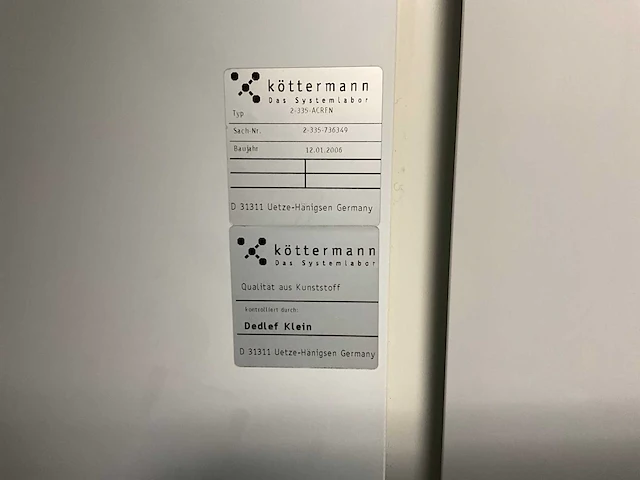 köttermann
Das Systemlabor
Typ 2-335-ACRFN
Sach-Nr. 2-335-736349
Baujahr 12.01.2006
D 31311 Uetze-Hänigsen Germany
köttermann
Das Systemlabor
Qualität aus Kunststoff
kontrolliert durch:
Dedlef Klein
D 31311 Uetze-Hänigsen Germany